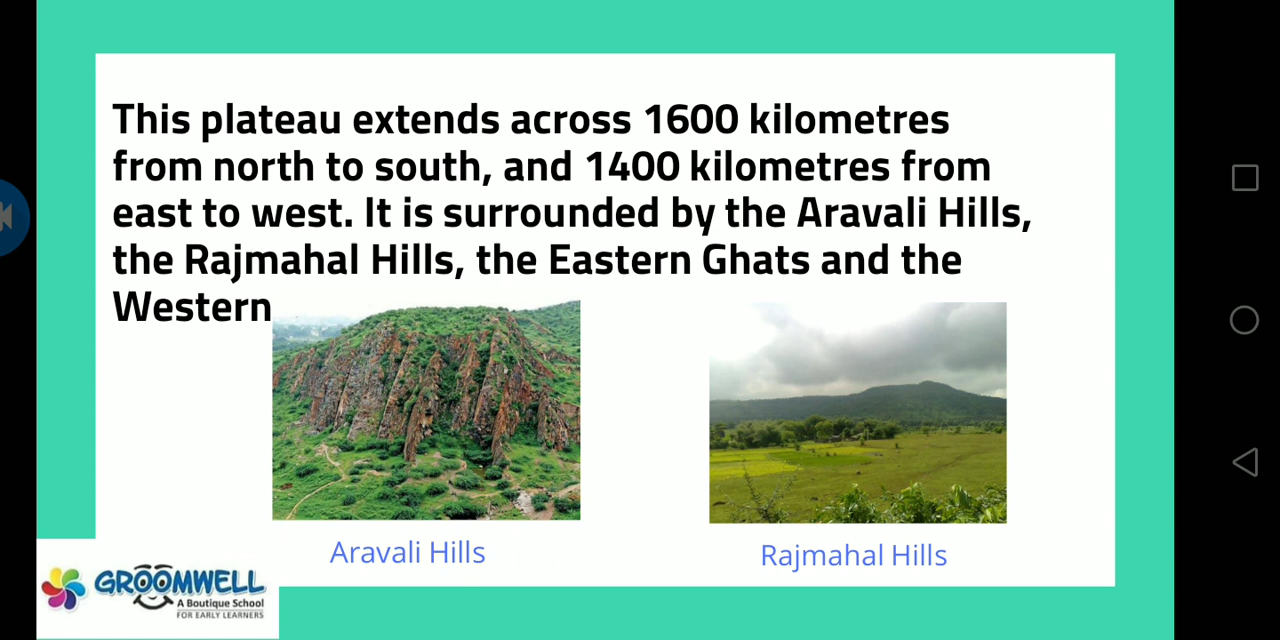 This plateau extends across 1600 kilometres
from north to south, and 1400 kilometres from
east to west. It is surrounded by the Aravali Hills,
the Rajmahal Hills, the Eastern Ghats and the
Western
Aravali Hills
Rajmahal Hills
GROOMWELL
A Boutique School
FOR EARLY LEARNERS